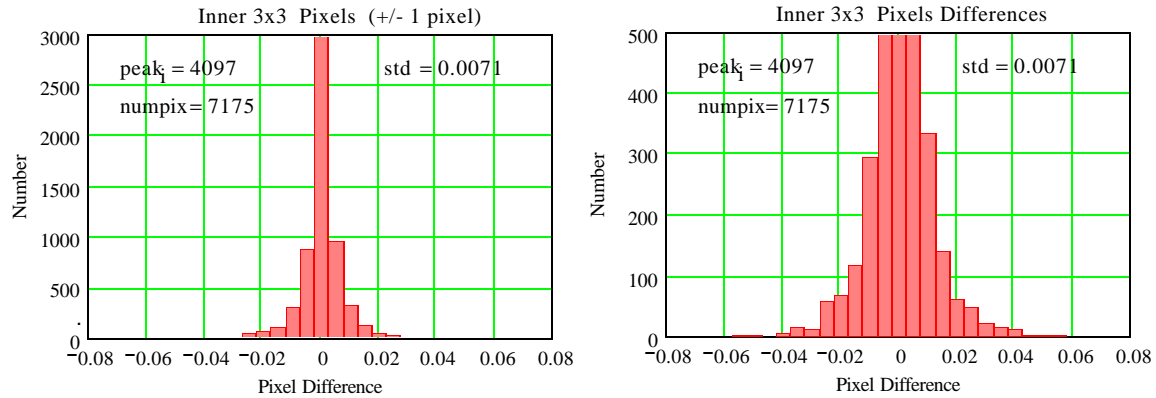 Inner 3x3 Pixels (+/- 1 pixel)
3000
2500
2000
1500
1000
500
0
Number
peak_i = 4097
std = 0.0071
numpix= 7175
−0.08 −0.06 −0.04 −0.02 0 0.02 0.04 0.06 0.08
Pixel Difference
Inner 3x3 Pixels Differences
500
400
300
200
100
0
Number
peak_i = 4097
std = 0.0071
numpix= 7175
−0.08 −0.06 −0.04 −0.02 0 0.02 0.04 0.06 0.08
Pixel Difference